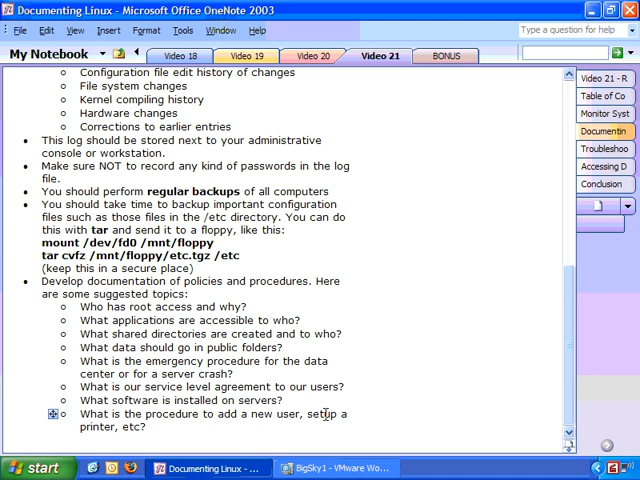 Documenting Linux - Microsoft Office OneNote 2003
File Edit View Insert Format Tools Window Help
Type a question for help
My Notebook
Video 18
Video 19
Video 20
Video 21
BONUS
Video 21 - R
Table of Co
Monitor Syst
Documentin
Troubleshoo
Accessing D
Conclusion
Configuration file edit history of changes
File system changes
Kernel compiling history
Hardware changes
Corrections to earlier entries
This log should be stored next to your administrative
console or workstation.
Make sure NOT to record any kind of passwords in the log
file.
You should perform regular backups of all computers
You should take time to backup important configuration
files such as those files in the /etc directory. You can do
this with tar and send it to a floppy, like this:
mount /dev/fd0 /mnt/floppy
tar cvfz /mnt/floppy/etc.tgz /etc
(keep this in a secure place)
Develop documentation of policies and procedures. Here
are some suggested topics:
Who has root access and why?
What applications are accessible to who?
What shared directories are created and to who?
What data should go in public folders?
What is the emergency procedure for the data
center or for a server crash?
What is our service level agreement to our users?
What software is installed on servers?
What is the procedure to add a new user, setup a
printer, etc?
start
Documenting Linux - ...
BigSky1 - VMware Wo...